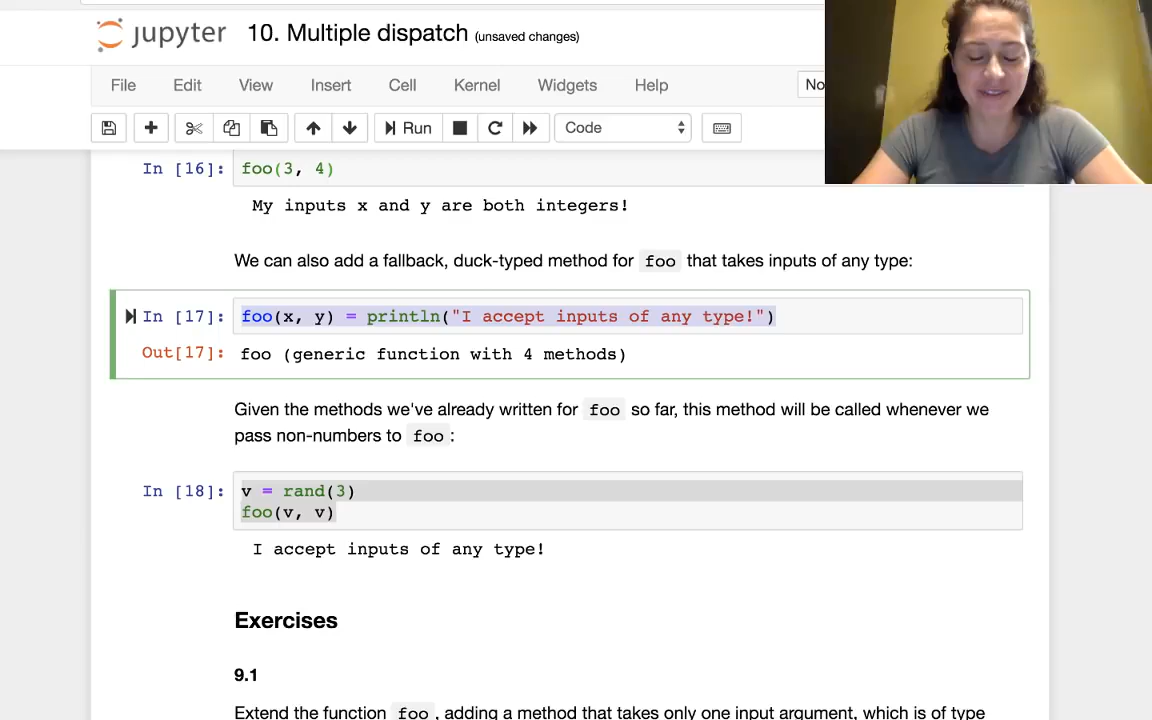 jupyter 10. Multiple dispatch (unsaved changes)
File Edit View Insert Cell Kernel Widgets Help No
Run Code
In [16]: foo(3, 4)
My inputs x and y are both integers!
We can also add a fallback, duck-typed method for foo that takes inputs of any type:
In [17]: foo(x, y) = println("I accept inputs of any type!")
Out[17]: foo (generic function with 4 methods)
Given the methods we've already written for foo so far, this method will be called whenever we
pass non-numbers to foo :
In [18]: v = rand(3)
foo(v, v)
I accept inputs of any type!
Exercises
9.1
Extend the function foo , adding a method that takes only one input argument, which is of type